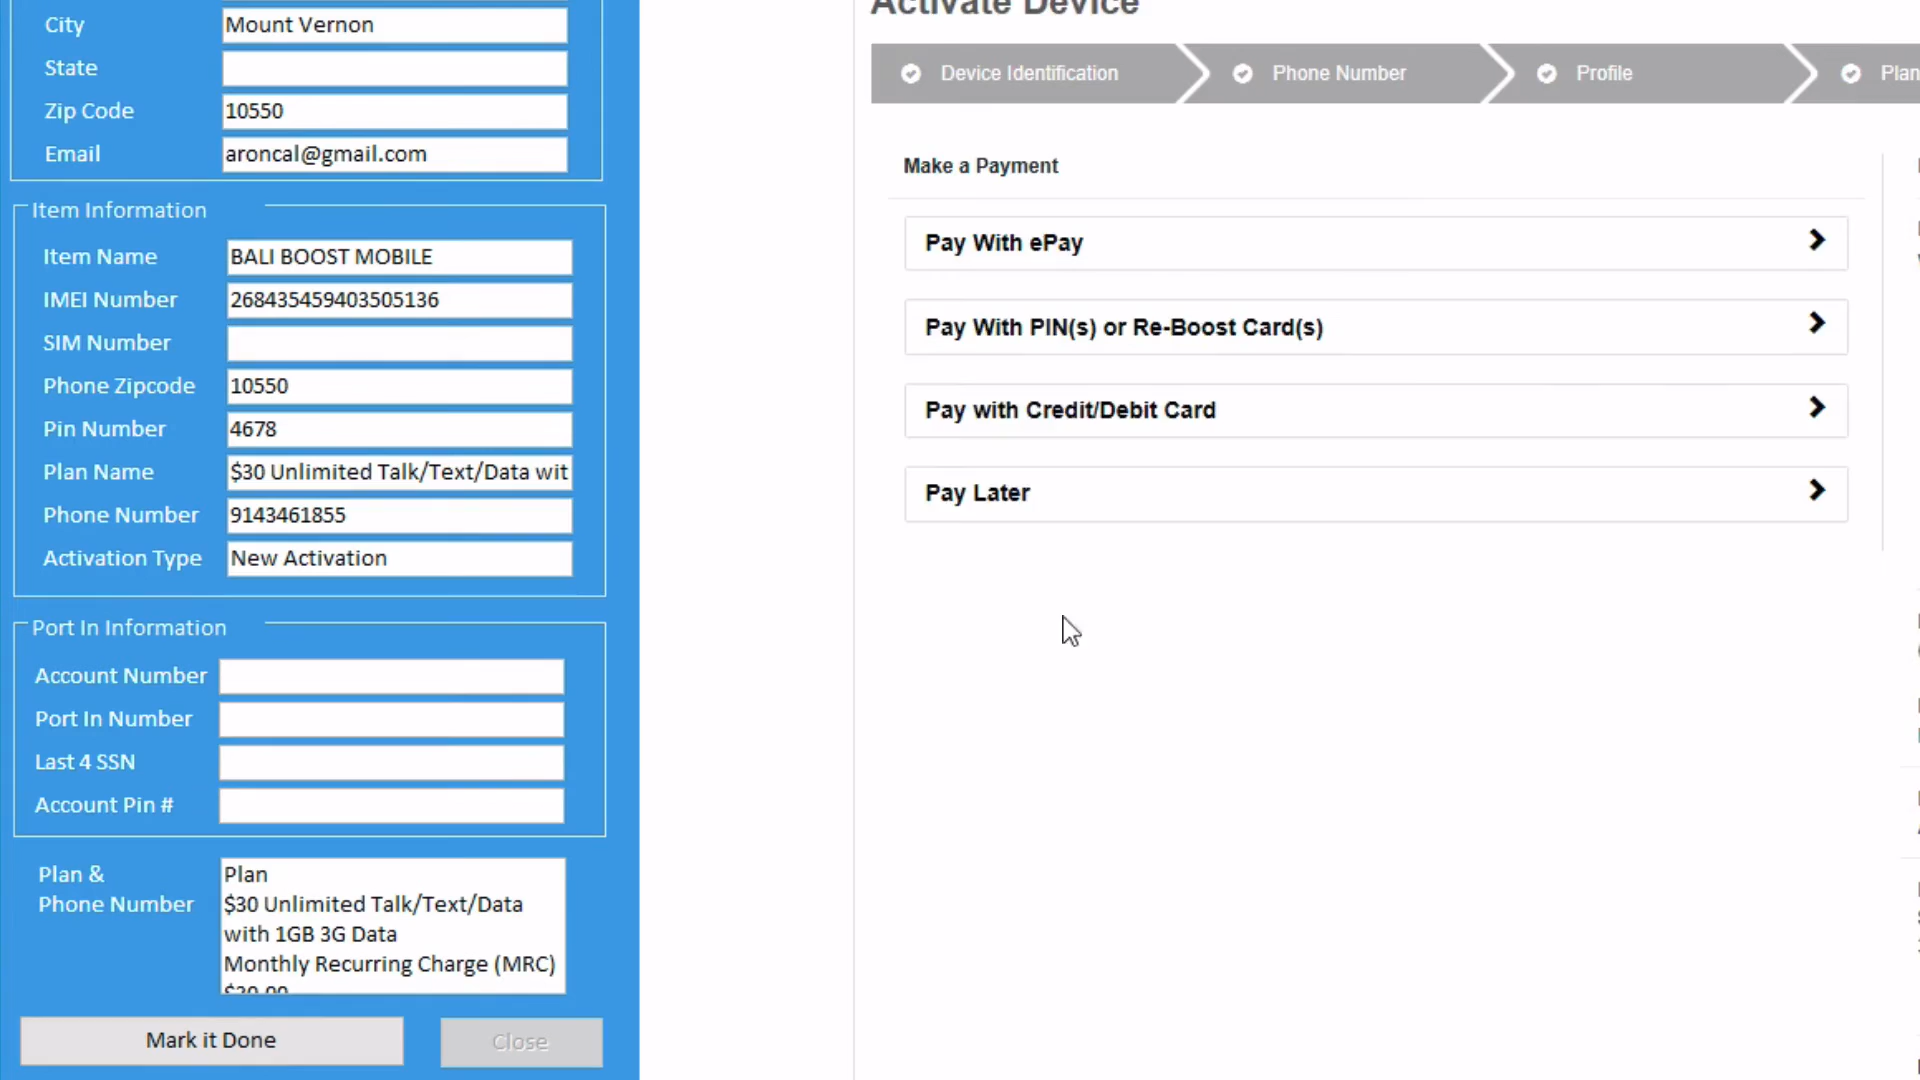 City Mount Vernon
State
Zip Code 10550
Email aroncal@gmail.com
Item Information
Item Name BALI BOOST MOBILE
IMEI Number 268435459403505136
SIM Number
Phone Zipcode 10550
Pin Number 4678
Plan Name $30 Unlimited Talk/Text/Data wit
Phone Number 9143461855
Activation Type New Activation
Port In Information
Account Number
Port In Number
Last 4 SSN
Account Pin #
Plan &
Phone Number
Plan
$30 Unlimited Talk/Text/Data
with 1GB 3G Data
Monthly Recurring Charge (MRC)
$30.00
Mark it Done
Close
Activate Device
Device Identification
Phone Number
Profile
Plan
Make a Payment
Pay With ePay
Pay With PIN(s) or Re-Boost Card(s)
Pay with Credit/Debit Card
Pay Later